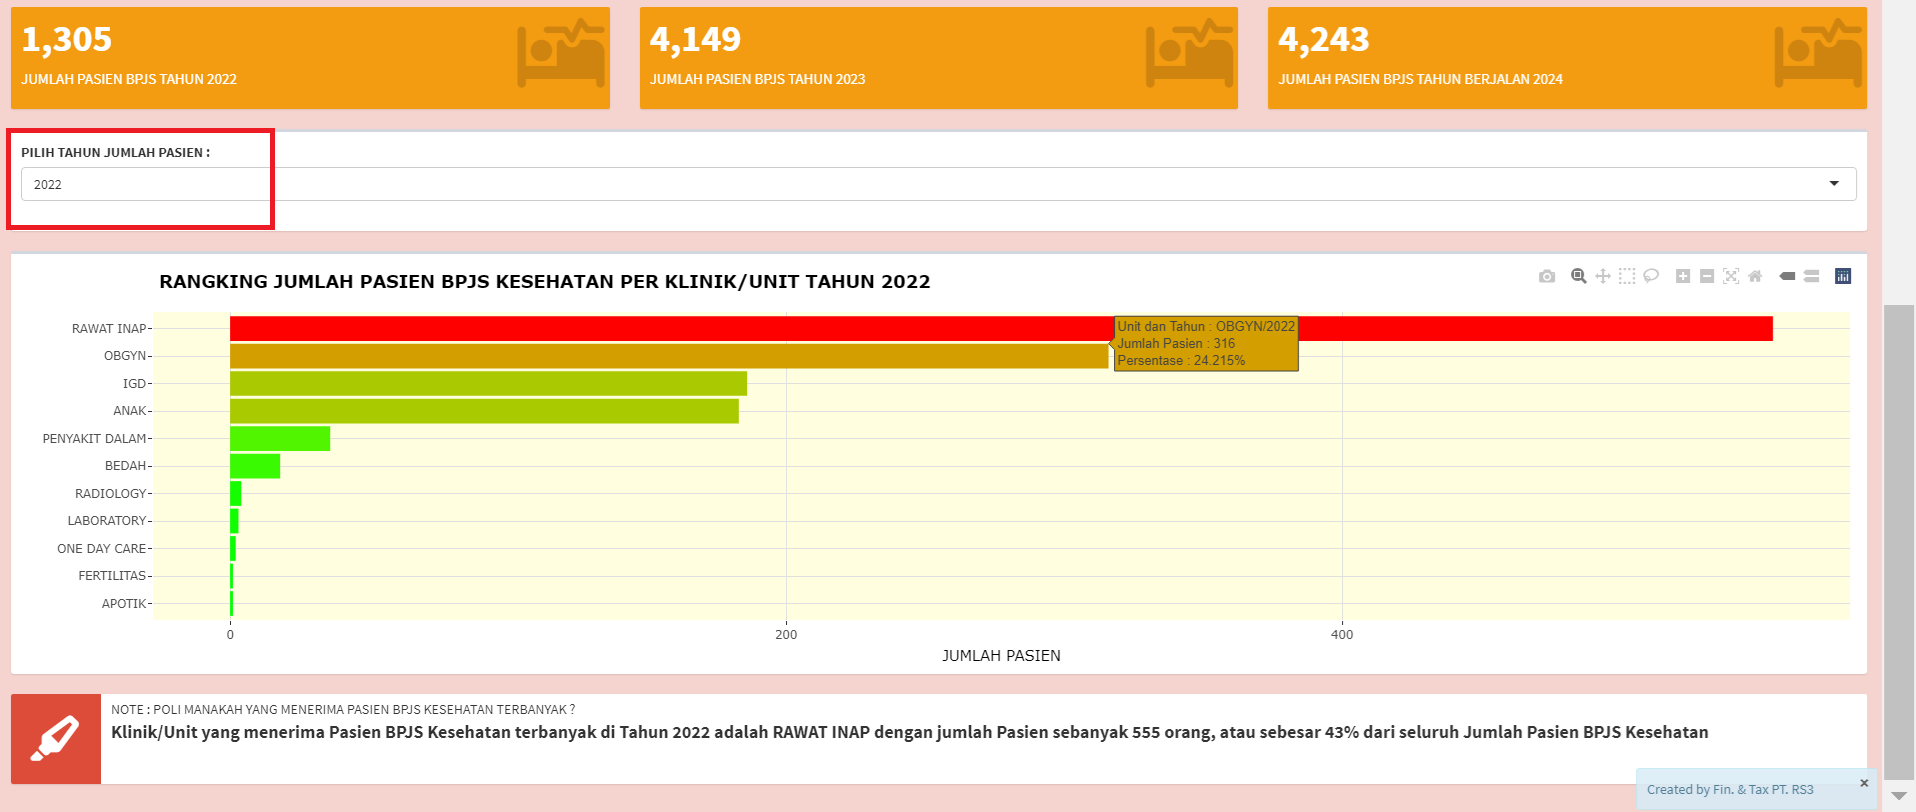 1,305
JUMLAH PASIEN BPJS TAHUN 2022
4,149
JUMLAH PASIEN BPJS TAHUN 2023
4,243
JUMLAH PASIEN BPJS TAHUN BERJALAN 2024
PILIH TAHUN JUMLAH PASIEN :
2022
RANGKING JUMLAH PASIEN BPJS KESEHATAN PER KLINIK/UNIT TAHUN 2022
RAWAT INAP
OBGYN
IGD
ANAK
PENYAKIT DALAM
BEDAH
RADIOLOGY
LABORATORY
ONE DAY CARE
FERTILITAS
APOTIK
Unit dan Tahun : OBGYN/2022
Jumlah Pasien : 316
Persentase : 24.215%
0
200
400
JUMLAH PASIEN
NOTE : POLI MANAKAH YANG MENERIMA PASIEN BPJS KESEHATAN TERBANYAK ?
Klinik/Unit yang menerima Pasien BPJS Kesehatan terbanyak di Tahun 2022 adalah RAWAT INAP dengan jumlah Pasien sebanyak 555 orang, atau sebesar 43% dari seluruh Jumlah Pasien BPJS Kesehatan
Created by Fin. & Tax PT. RS3